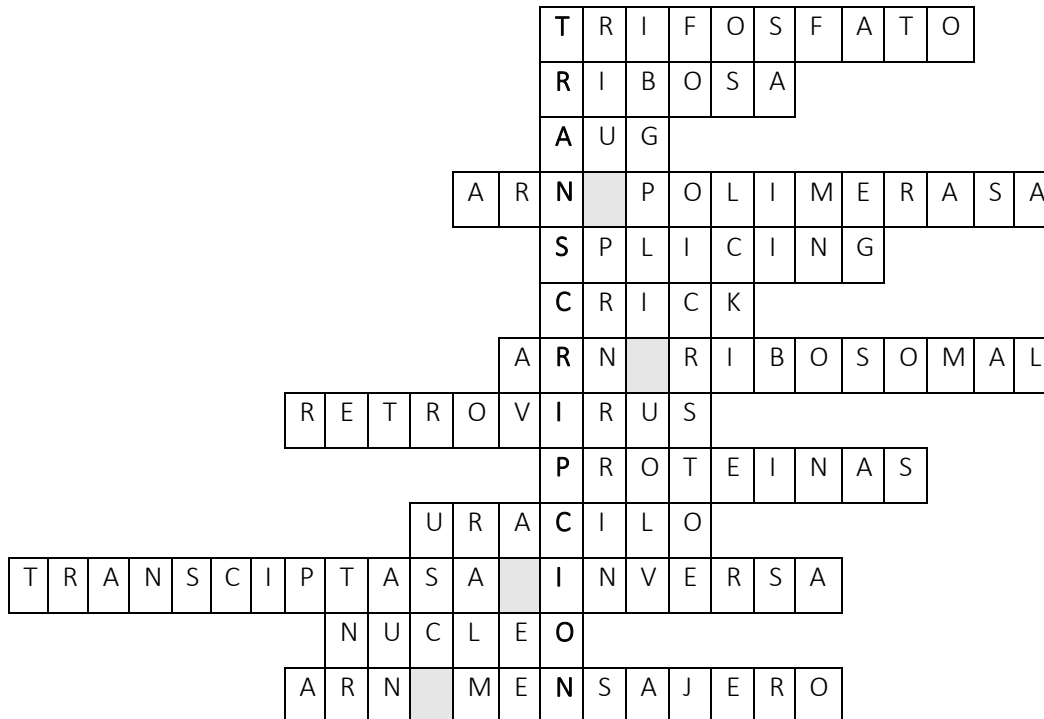 TRIFOSFATO
RIBOSA
AUG
ARN POLIMERASA
SPLICING
CRICK
ARN RIBOSOMAL
RETROVIRUS
PROTEINAS
URACILO
TRANSCIPTASA INVERSA
NUCLEO
ARN MENSAJERO